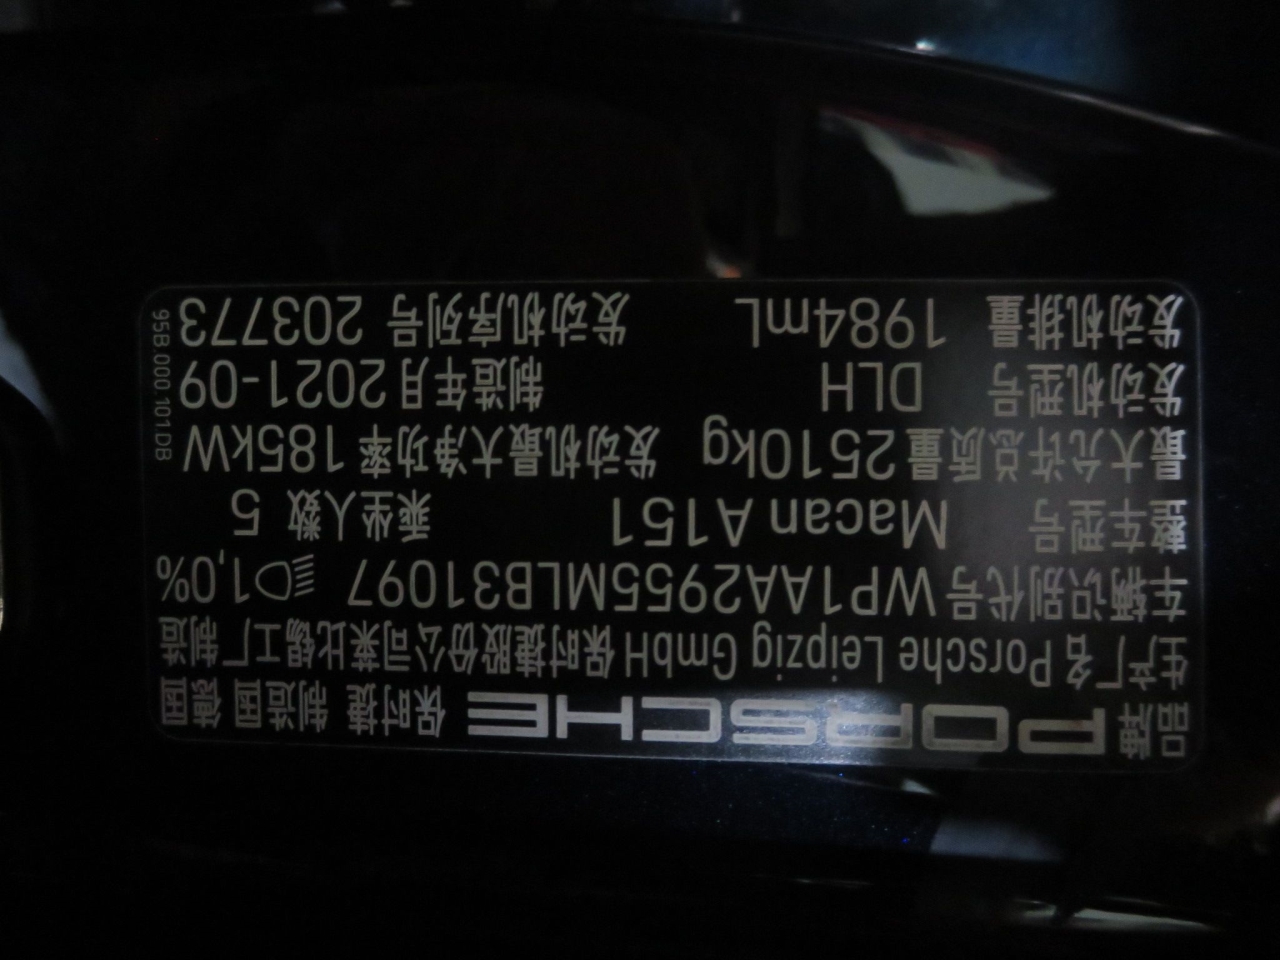 品牌 PORSCHE 保时捷 制造国 德国
生产厂名 Porsche Leipzig GmbH 保时捷股份公司莱比锡工厂制造
车辆识别代号 WP1AA2955MLB31097 1,0%
整车型号 Macan A151 乘坐人数 5
最大允许总质量 2510kg 发动机最大净功率 185kW
发动机型号 DLH 制造年月 2021-09
发动机排量 1984mL 发动机序列号 203773
95B.000.101.DB